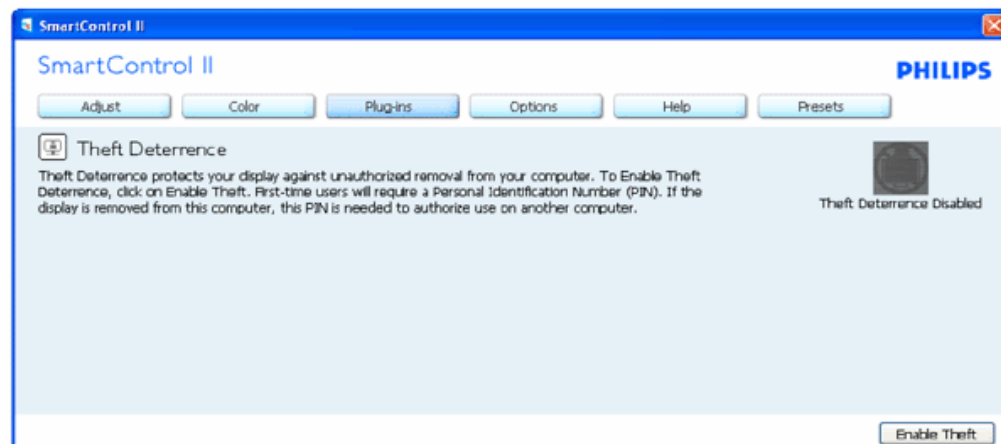 SmartControl II
SmartControl II
PHILIPS
Adjust Color Plug-ins Options Help Presets
Theft Deterrence
Theft Deterrence protects your display against unauthorized removal from your computer. To Enable Theft
Deterrence, click on Enable Theft. First-time users will require a Personal Identification Number (PIN). If the
display is removed from this computer, this PIN is needed to authorize use on another computer.
Theft Deterrence Disabled
Enable Theft